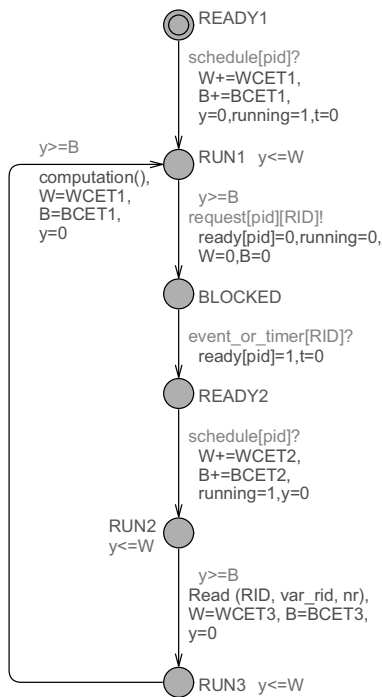 READY1
schedule[pid]?
W+=WCET1,
B+=BCET1,
y=0,running=1,t=0
y>=B
computation(),
W=WCET1,
B=BCET1,
y=0
RUN1 y<=W
y>=B
request[pid][RID]!
ready[pid]=0,running=0,
W=0,B=0
BLOCKED
event_or_timer[RID]?
ready[pid]=1,t=0
READY2
schedule[pid]?
W+=WCET2,
B+=BCET2,
running=1,y=0
RUN2
y<=W
y>=B
Read (RID, var_rid, nr),
W=WCET3, B=BCET3,
y=0
RUN3 y<=W